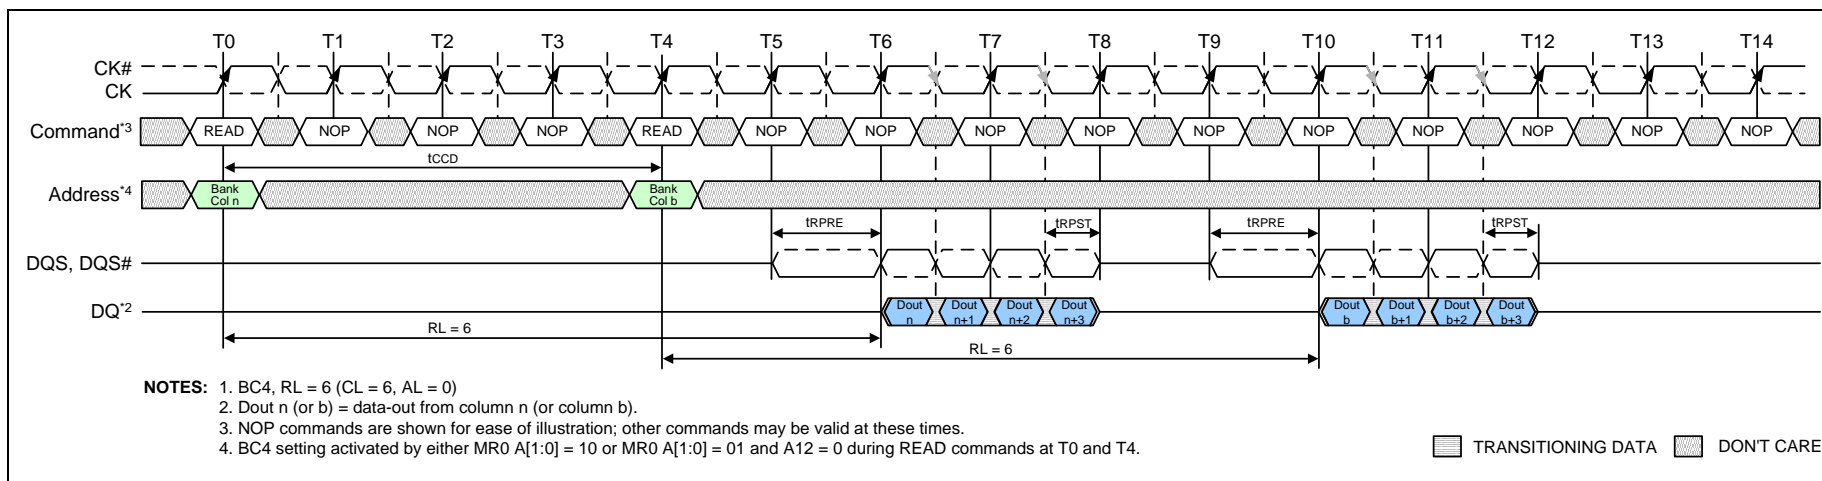 T0 T1 T2 T3 T4 T5 T6 T7 T8 T9 T10 T11 T12 T13 T14
CK#
CK
Command*3 READ NOP NOP NOP READ NOP NOP NOP NOP NOP NOP NOP NOP NOP NOP
tCCD
Address*4 Bank Col n Bank Col b
tRPRE tRPST tRPRE tRPST
DQS, DQS#
DQ*2 Dout n Dout n+1 Dout n+2 Dout n+3 Dout b Dout b+1 Dout b+2 Dout b+3
RL = 6
RL = 6
NOTES: 1. BC4, RL = 6 (CL = 6, AL = 0)
2. Dout n (or b) = data-out from column n (or column b).
3. NOP commands are shown for ease of illustration; other commands may be valid at these times.
4. BC4 setting activated by either MR0 A[1:0] = 10 or MR0 A[1:0] = 01 and A12 = 0 during READ commands at T0 and T4.
TRANSITIONING DATA DON'T CARE